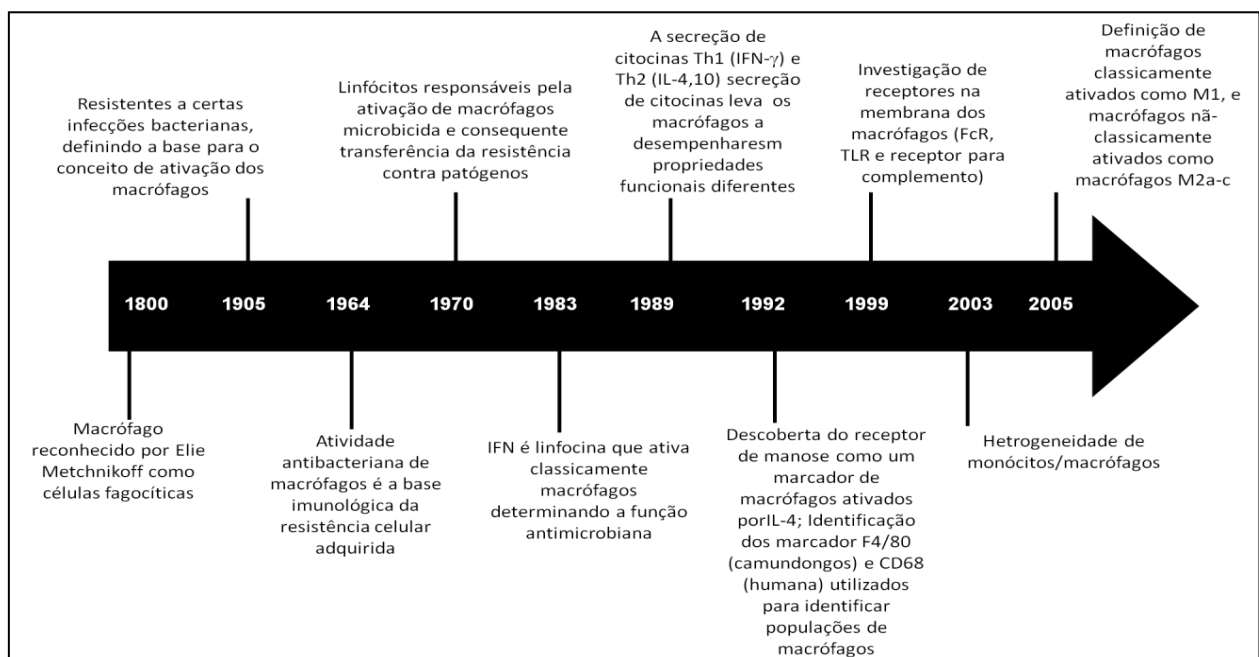 Resistentes a certas
infecções bacterianas,
definindo a base para o
conceito de ativação dos
macrófagos
Linfócitos responsáveis pela
ativação de macrófagos
microbicida e consequente
transferência da resistência
contra patógenos
A secreção de
citocinas Th1 (IFN-γ) e
Th2 (IL-4,10) secreção
de citocinas leva os
macrófagos a
desempenharesm
propriedades
funcionais diferentes
Investigação de
receptores na
membrana dos
macrófagos (FcR,
TLR e receptor para
complemento)
Definição de
macrófagos
classicamente
ativados como M1, e
macrófagos nã-
classicamente
ativados como
macrófagos M2a-c
1800 1905 1964 1970 1983 1989 1992 1999 2003 2005
Macrófago
reconhecido por Elie
Metchnikoff como
células fagocíticas
Atividade
antibacteriana de
macrófagos é a base
imunológica da
resistência celular
adquirida
IFN é linfocina que ativa
classicamente
macrófagos
determinando a função
antimicrobiana
Descoberta do receptor
de manose como um
marcador de
macrófagos ativados
porIL-4; Identificação
dos marcador F4/80
(camundongos) e CD68
(humana) utilizados
para identificar
populações de
macrófagos
Hetrogeneidade de
monócitos/macrófagos